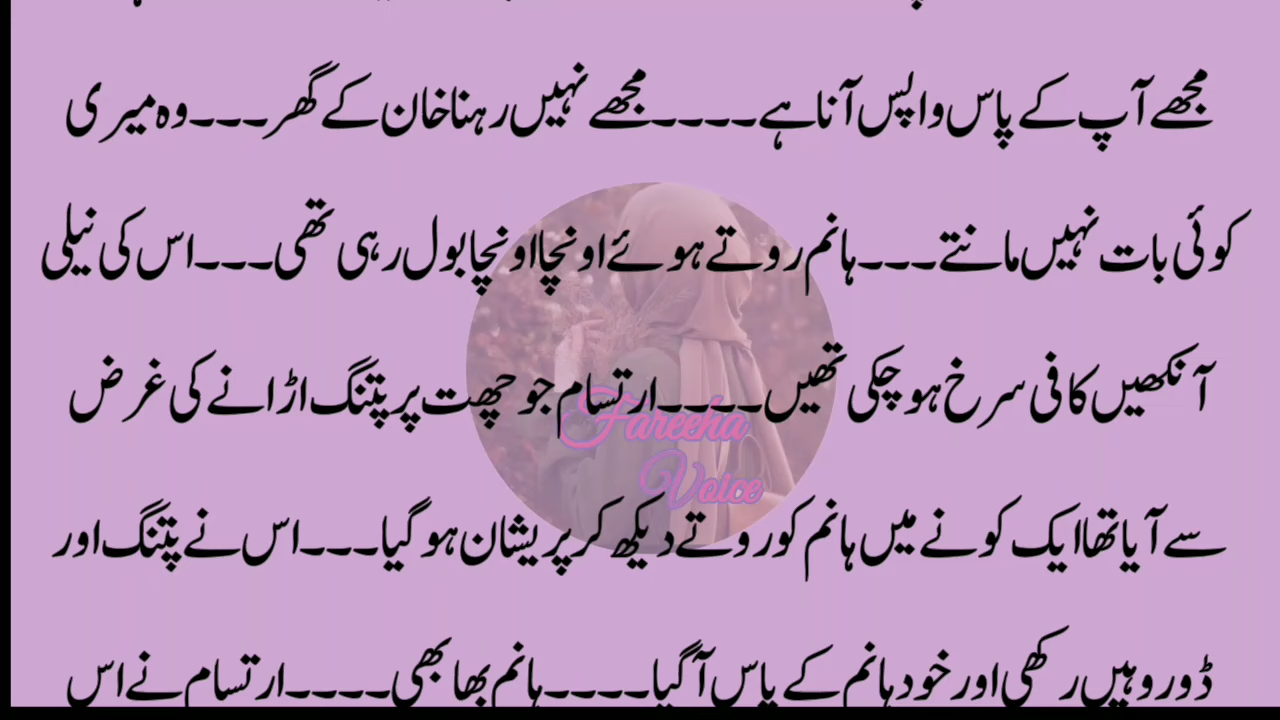 مجھے آپ کے پاس واپس آنا ہے۔۔۔۔مجھے نہیں رہنا خان کے گھر۔۔۔وہ میری
کوئی بات نہیں مانتے۔۔۔ہانم روتے ہوئے اونچا اونچا بول رہی تھی۔۔۔اس کی نیلی
آنکھیں کافی سرخ ہو چکی تھیں۔۔۔۔ارتسام جو چھت پر پتنگ اڑانے کی غرض
Fareeha
Voice
سے آیا تھا ایک کونے میں ہانم کو روتے دیکھ کر پریشان ہو گیا۔۔۔اس نے پتنگ اور
ڈور وہیں رکھی اور خود ہانم کے پاس آ گیا۔۔۔۔ہانم بھابھی۔۔۔۔ارتسام نے اس